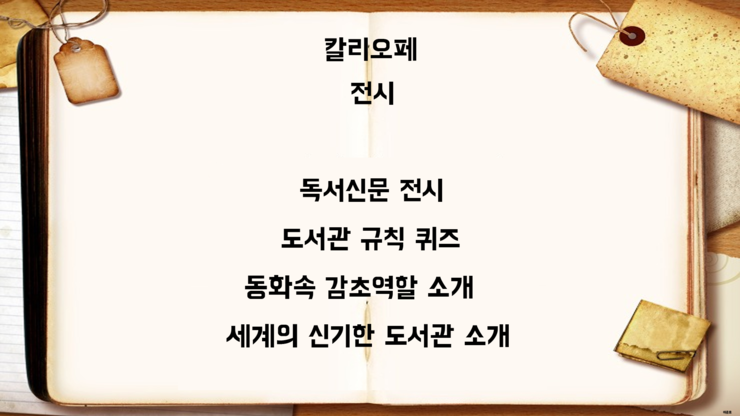 칼리오페
전시
독서신문 전시
도서관 규칙 퀴즈
동화속 감초역할 소개
세계의 신기한 도서관 소개